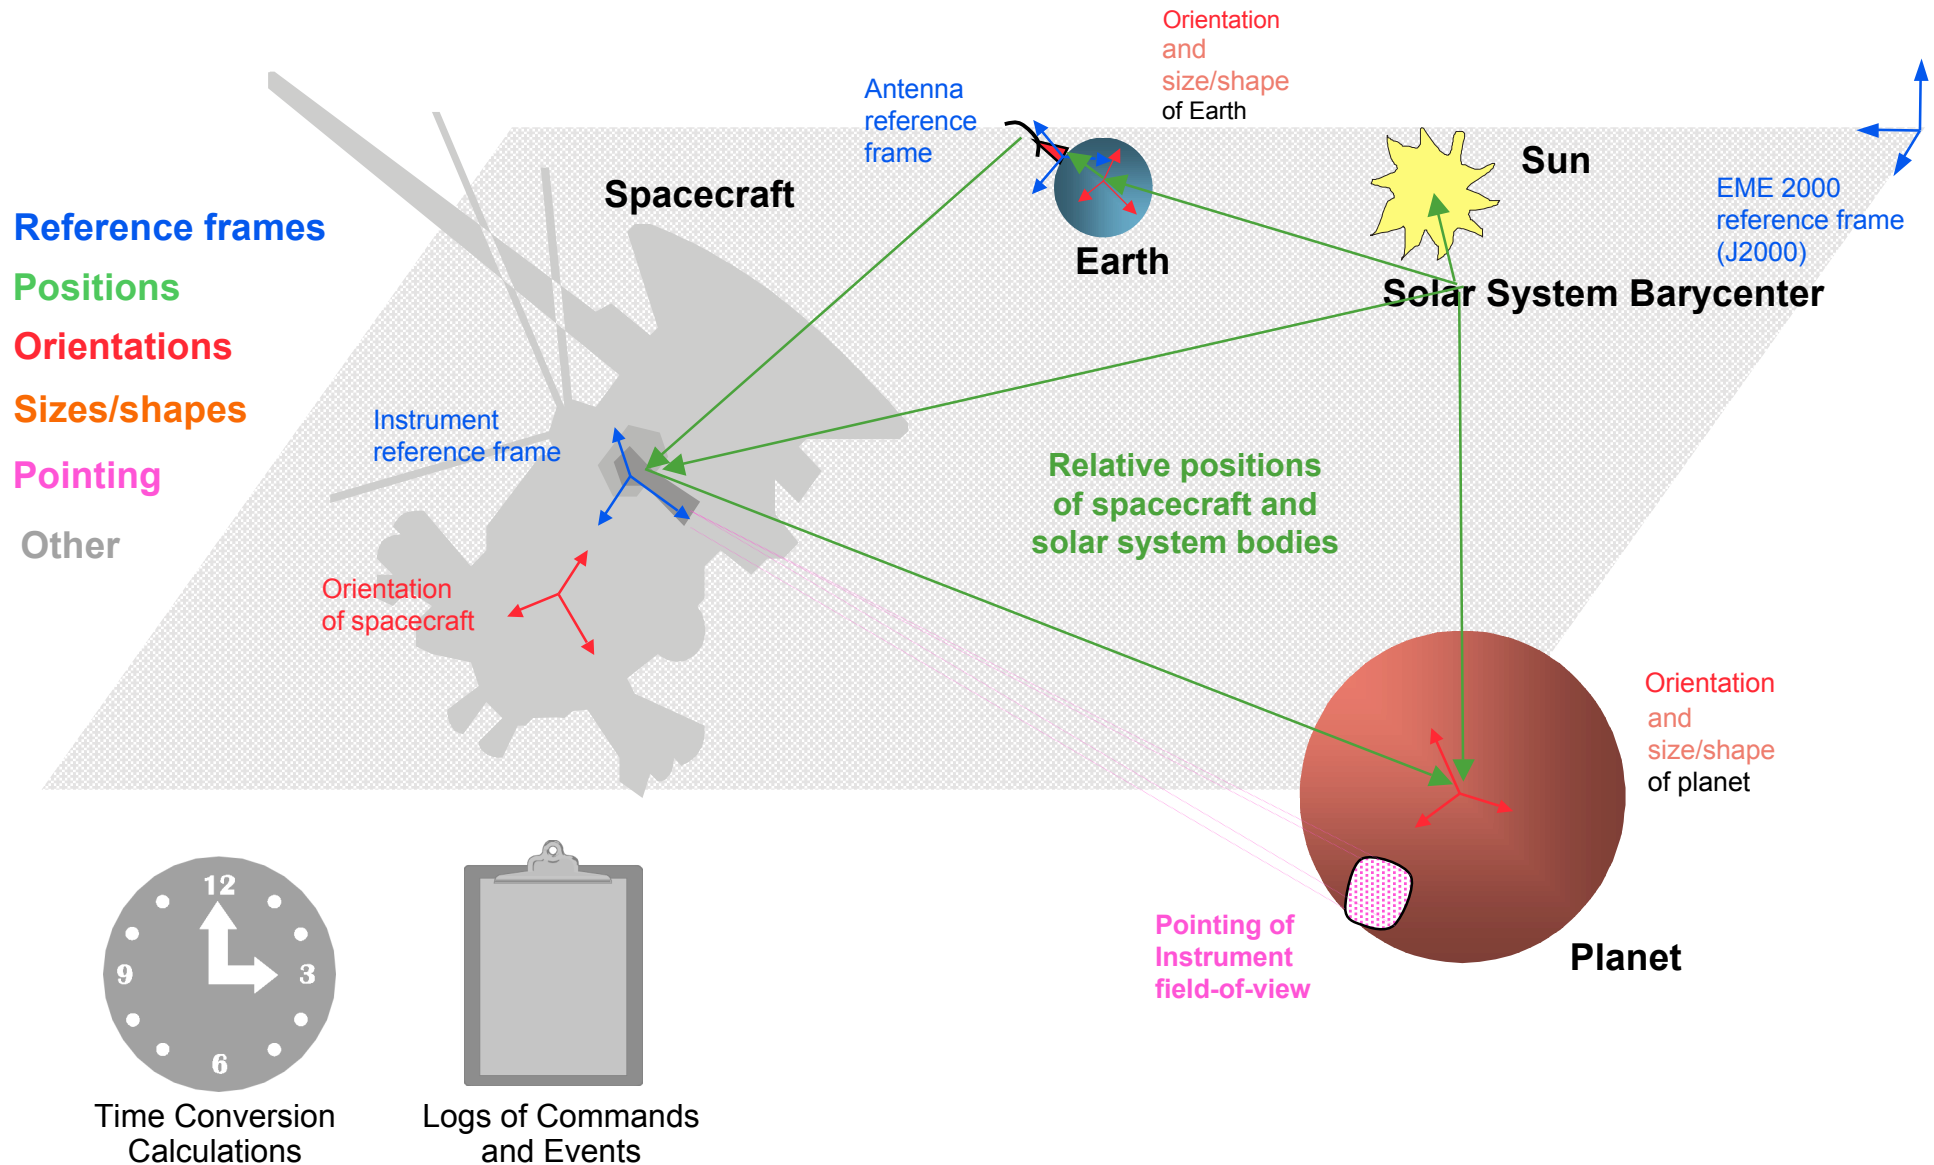 Orientation
and
size/shape
of Earth
Antenna
reference
frame
Spacecraft
Sun
Earth
EME 2000
reference frame
(J2000)
Solar System Barycenter
Reference frames
Positions
Orientations
Sizes/shapes
Pointing
Other
Instrument
reference frame
Relative positions
of spacecraft and
solar system bodies
Orientation
of spacecraft
Orientation
and
size/shape
of planet
Pointing of
Instrument
field-of-view
Planet
12
9
3
6
Time Conversion
Calculations
Logs of Commands
and Events